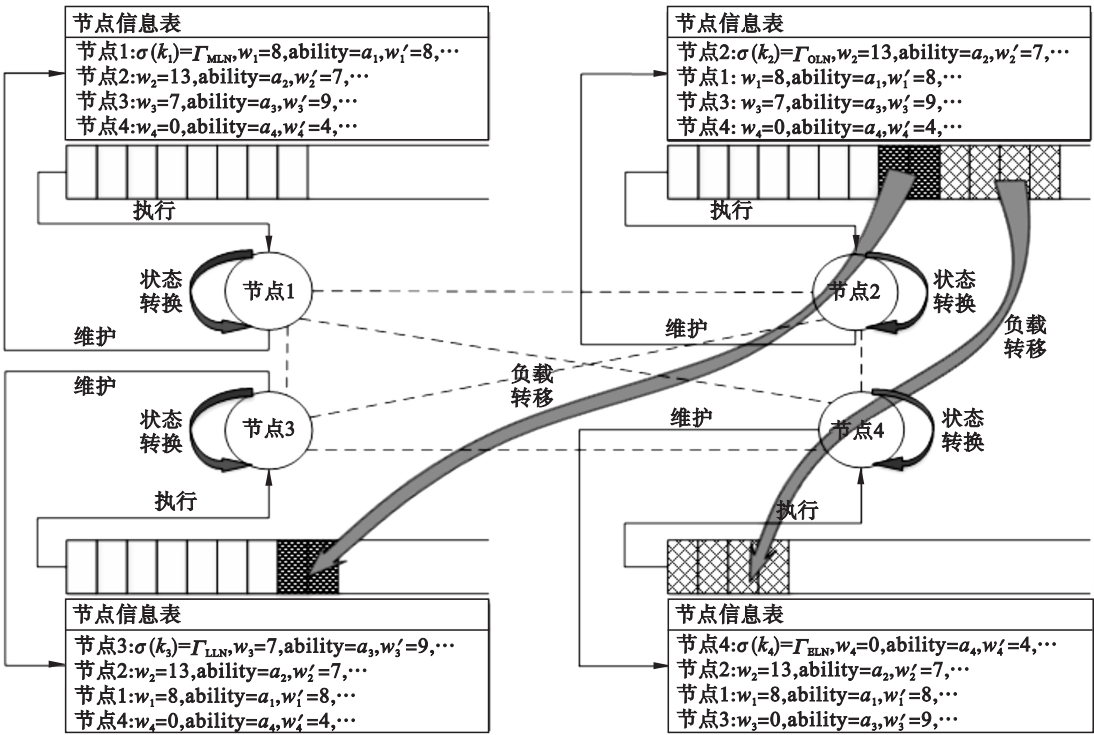 节点信息表
节点1:σ(k₁)=Γ_MLN,w₁=8,ability=a₁,w₁′=8,…
节点2:w₂=13,ability=a₂,w₂′=7,…
节点3:w₃=7,ability=a₃,w₃′=9,…
节点4:w₄=0,ability=a₄,w₄′=4,…
节点信息表
节点2:σ(k₂)=Γ_OLN,w₂=13,ability=a₂,w₂′=7,…
节点1: w₁=8,ability=a₁,w₁′=8,…
节点3: w₃=7,ability=a₃,w₃′=9,…
节点4: w₄=0,ability=a₄,w₄′=4,…
执行
执行
状态
转换
节点1
节点2
状态
转换
维护
维护
负载
转移
维护
负载
转移
维护
状态
转换
节点3
节点4
状态
转换
执行
执行
节点信息表
节点3:σ(k₃)=Γ_LLN,w₃=7,ability=a₃,w₃′=9,…
节点2:w₂=13,ability=a₂,w₂′=7,…
节点1:w₁=8,ability=a₁,w₁′=8,…
节点4:w₄=0,ability=a₄,w₄′=4,…
节点信息表
节点4:σ(k₄)=Γ_ELN,w₄=0,ability=a₄,w₄′=4,…
节点2:w₂=13,ability=a₂,w₂′=7,…
节点1:w₁=8,ability=a₁,w₁′=8,…
节点3:w₃=0,ability=a₃,w₃′=9,…